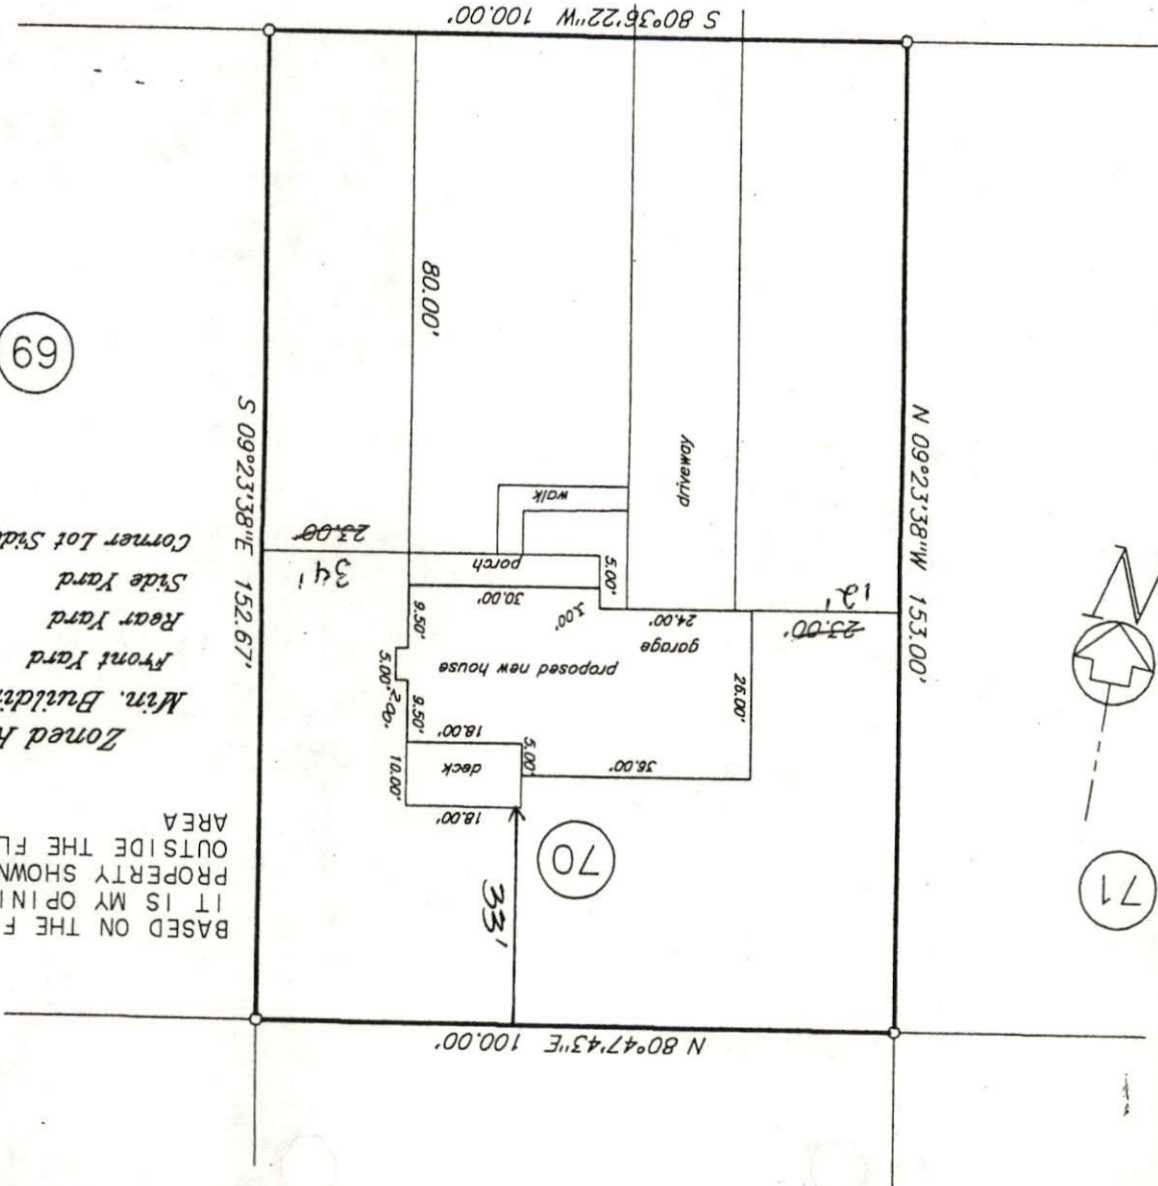 N 80°47'43"E 100.00'
BASED ON THE F
IT IS MY OPINI
PROPERTY SHOWN
OUTSIDE THE FL
AREA
Zoned R
Min. Buildin
Front Yard
Rear Yard
Side Yard
Corner Lot Side
71
70
69
N
33'
18.00'
deck
10.00'
18.00'
5.00'
36.00'
9.50'
2.00'
5.00'
9.50'
26.00'
proposed new house
garage
24.00'
3.00'
30.00'
5.00'
porch
walk
driveway
23.00'
12'
34'
23.00'
80.00'
N 09°23'38"W 153.00'
S 09°23'38"E 152.67'
S 80°36'22"W 100.00'